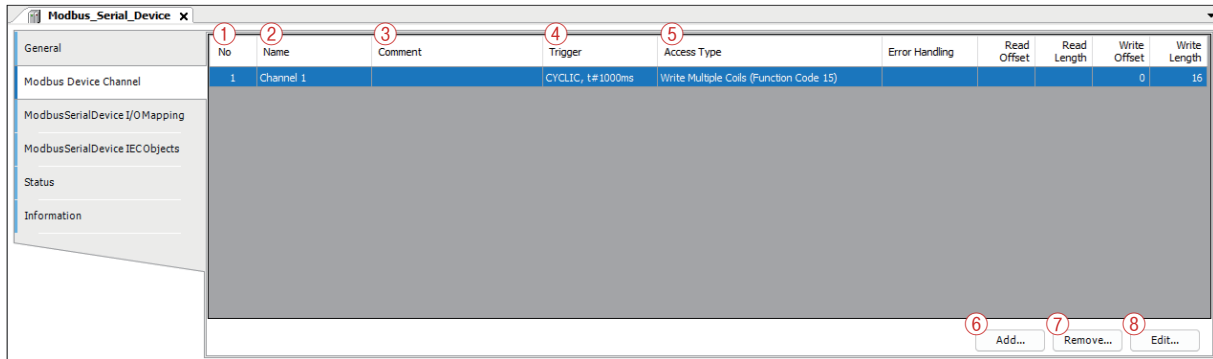 Modbus_Serial_Device X
① ② ③ ④ ⑤
No Name Comment Trigger Access Type Error Handling Read Offset Read Length Write Offset Write Length
1 Channel 1 CYCLIC, t#1000ms Write Multiple Coils (Function Code 15) 0 16
General
Modbus Device Channel
ModbusSerialDevice I/O Mapping
ModbusSerialDevice IEC Objects
Status
Information
⑥ ⑦ ⑧
Add... Remove... Edit...